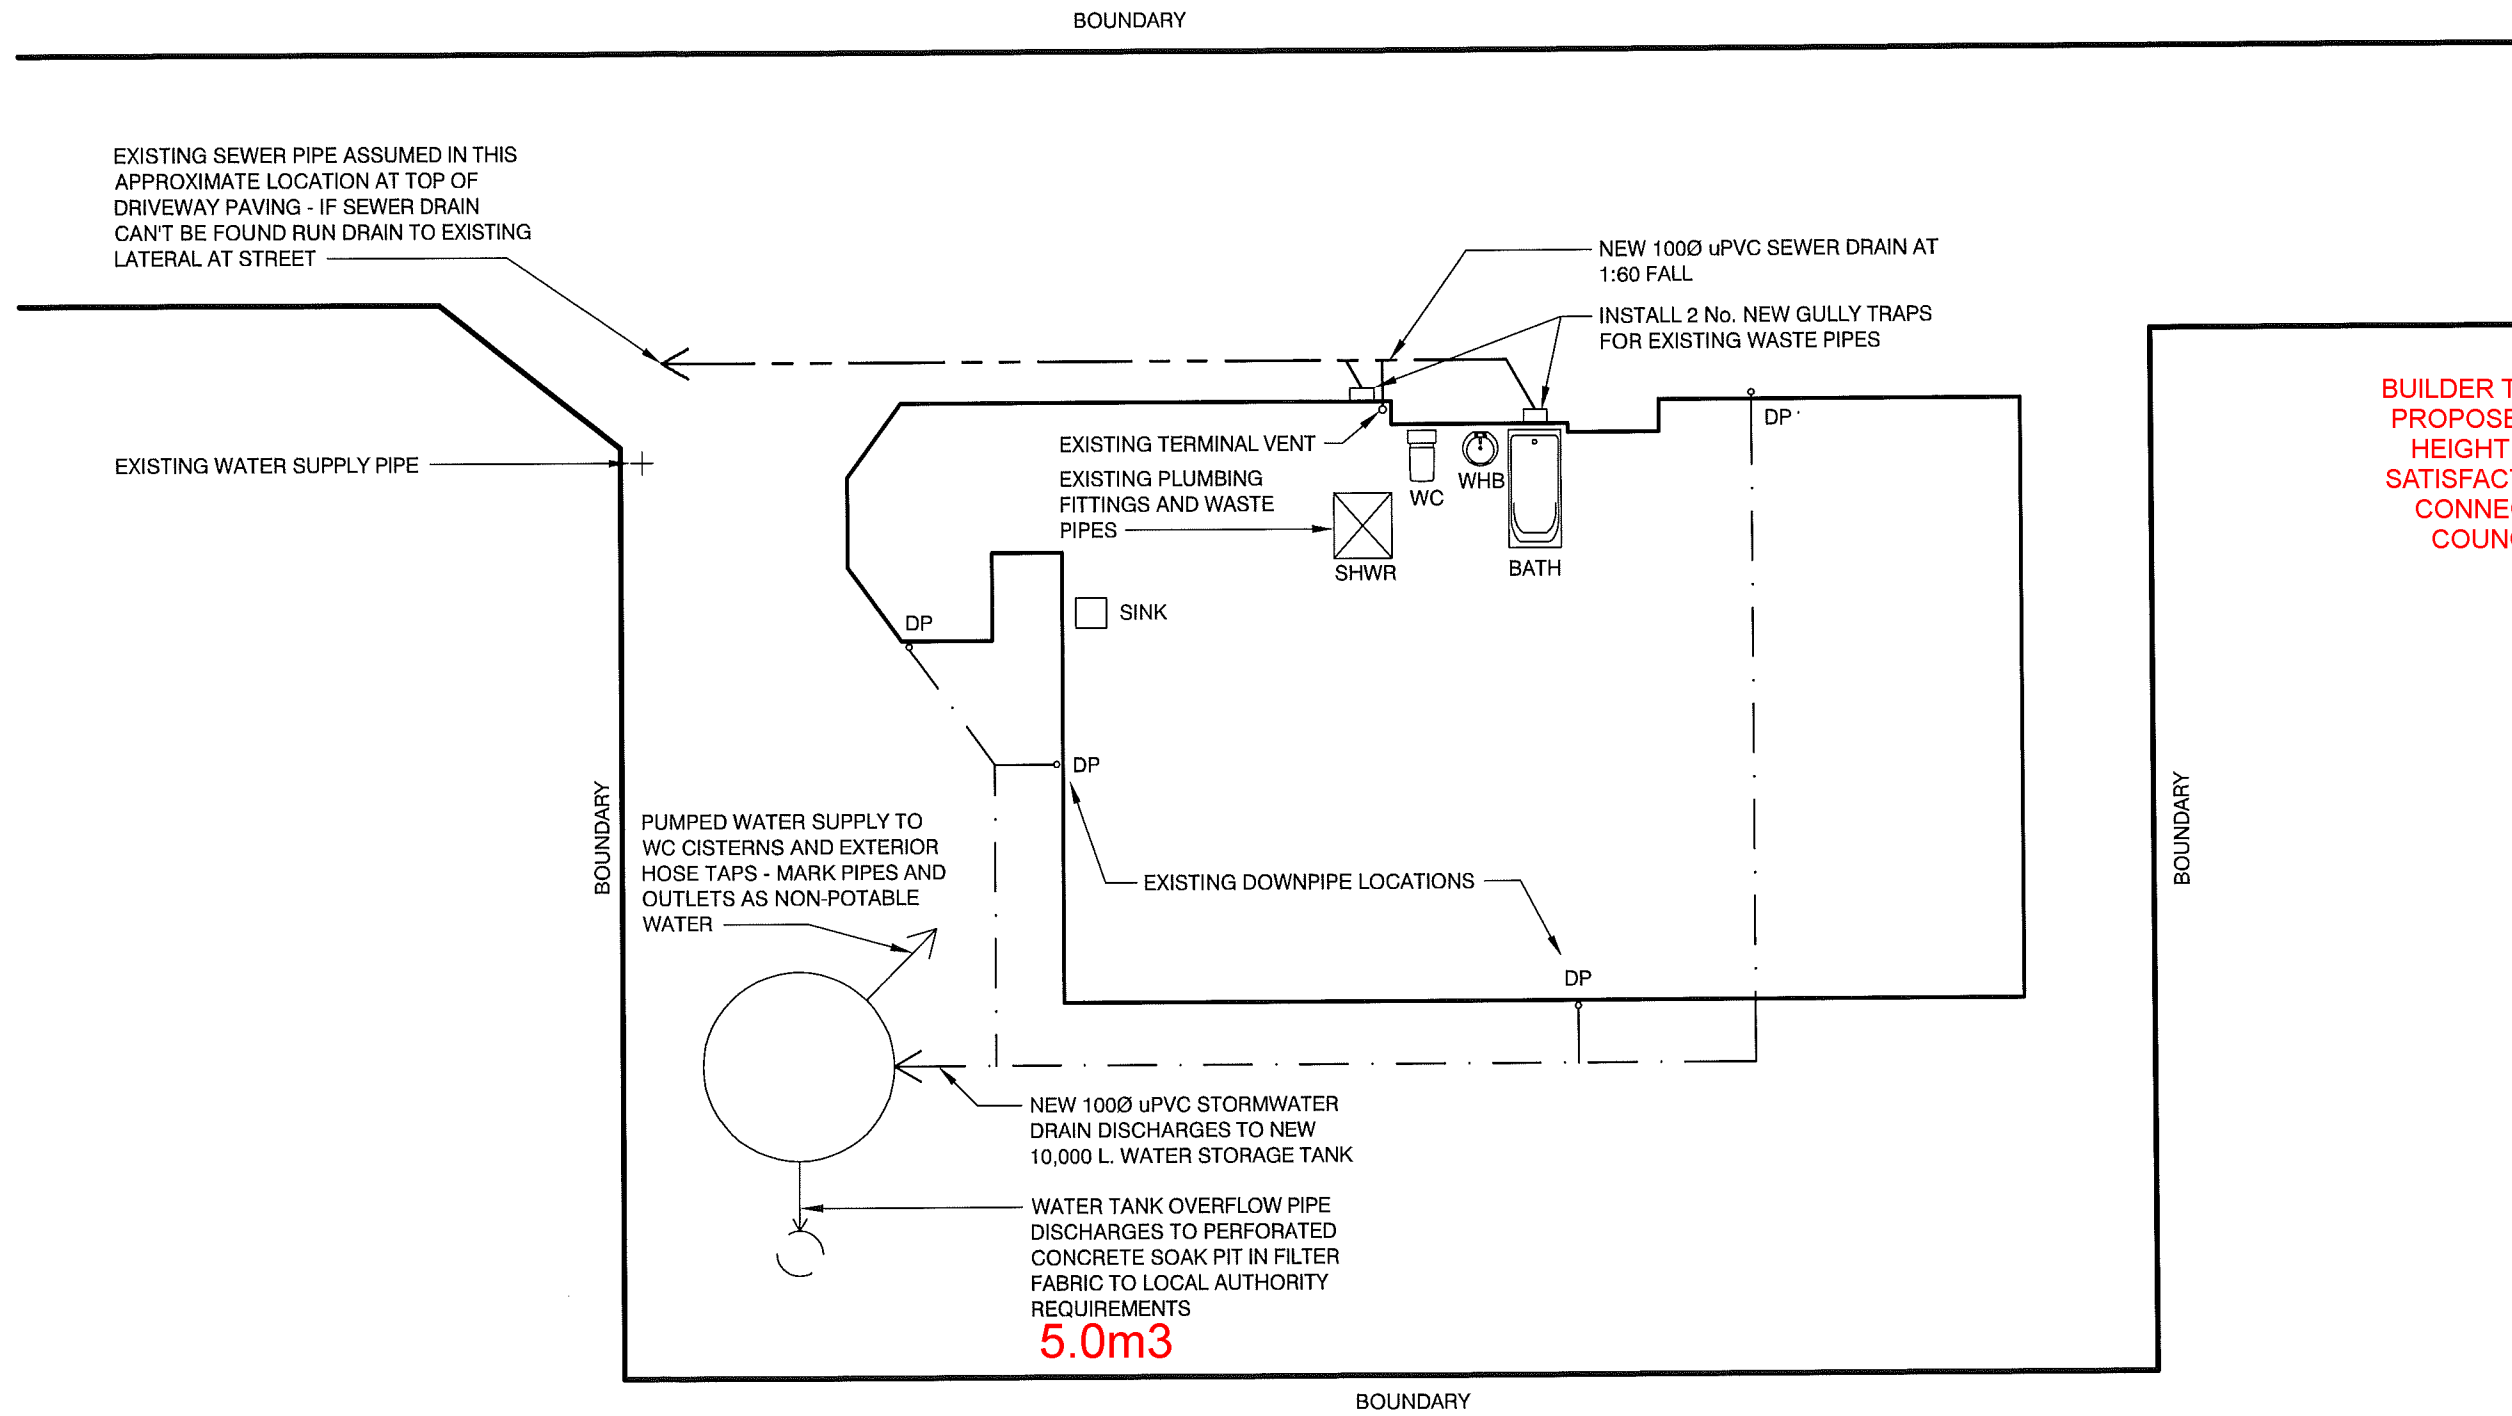 BOUNDARY
EXISTING SEWER PIPE ASSUMED IN THIS
APPROXIMATE LOCATION AT TOP OF
DRIVEWAY PAVING - IF SEWER DRAIN
CAN'T BE FOUND RUN DRAIN TO EXISTING
LATERAL AT STREET
NEW 100Ø uPVC SEWER DRAIN AT
1:60 FALL
INSTALL 2 No. NEW GULLY TRAPS
FOR EXISTING WASTE PIPES
BUILDER
HEIGHT
DP
EXISTING WATER SUPPLY PIPE
EXISTING TERMINAL VENT
EXISTING PLUMBING
FITTINGS AND WASTE
PIPES
WC
WHB
SHWR
BATH
SINK
DP
DP
BOUNDARY
BOUNDARY
PUMPED WATER SUPPLY TO
WC CISTERNS AND EXTERIOR
HOSE TAPS - MARK PIPES AND
OUTLETS AS NON-POTABLE
WATER
EXISTING DOWNPIPE LOCATIONS
DP
NEW 100Ø uPVC STORMWATER
DRAIN DISCHARGES TO NEW
10,000 L. WATER STORAGE TANK
WATER TANK OVERFLOW PIPE
DISCHARGES TO PERFORATED
CONCRETE SOAK PIT IN FILTER
FABRIC TO LOCAL AUTHORITY
REQUIREMENTS
5.0m3
BOUNDARY